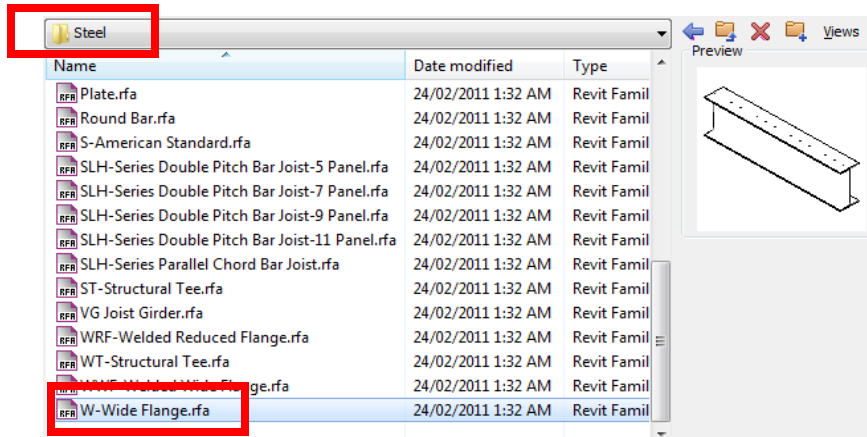 Steel
Views
Preview
Name Date modified Type
Plate.rfa 24/02/2011 1:32 AM Revit Famil
Round Bar.rfa 24/02/2011 1:32 AM Revit Famil
S-American Standard.rfa 24/02/2011 1:32 AM Revit Famil
SLH-Series Double Pitch Bar Joist-5 Panel.rfa 24/02/2011 1:32 AM Revit Famil
SLH-Series Double Pitch Bar Joist-7 Panel.rfa 24/02/2011 1:32 AM Revit Famil
SLH-Series Double Pitch Bar Joist-9 Panel.rfa 24/02/2011 1:32 AM Revit Famil
SLH-Series Double Pitch Bar Joist-11 Panel.rfa 24/02/2011 1:32 AM Revit Famil
SLH-Series Parallel Chord Bar Joist.rfa 24/02/2011 1:32 AM Revit Famil
ST-Structural Tee.rfa 24/02/2011 1:32 AM Revit Famil
VG Joist Girder.rfa 24/02/2011 1:32 AM Revit Famil
WRF-Welded Reduced Flange.rfa 24/02/2011 1:32 AM Revit Famil
WT-Structural Tee.rfa 24/02/2011 1:32 AM Revit Famil
WWF-Welded Wide Flange.rfa 24/02/2011 1:32 AM Revit Famil
W-Wide Flange.rfa 24/02/2011 1:32 AM Revit Famil